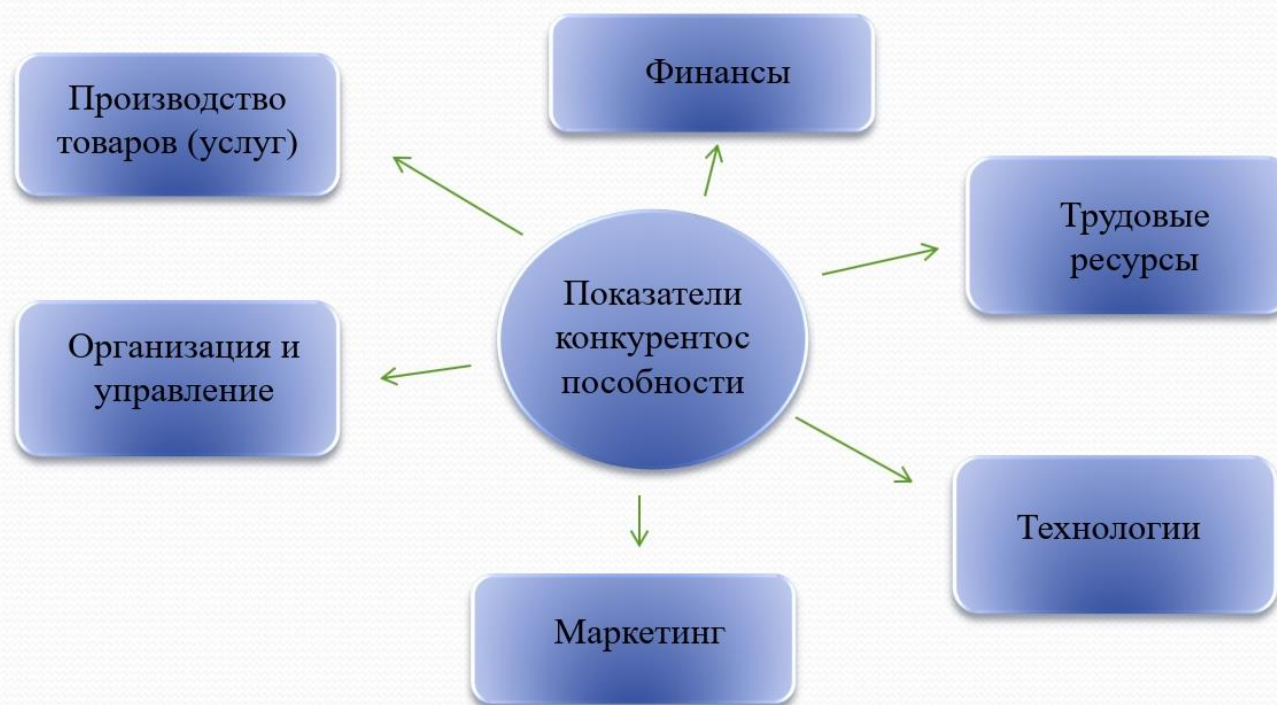 Финансы
Производство
товаров (услуг)
Трудовые
ресурсы
Показатели
конкурентос
пособности
Организация и
управление
Технологии
Маркетинг